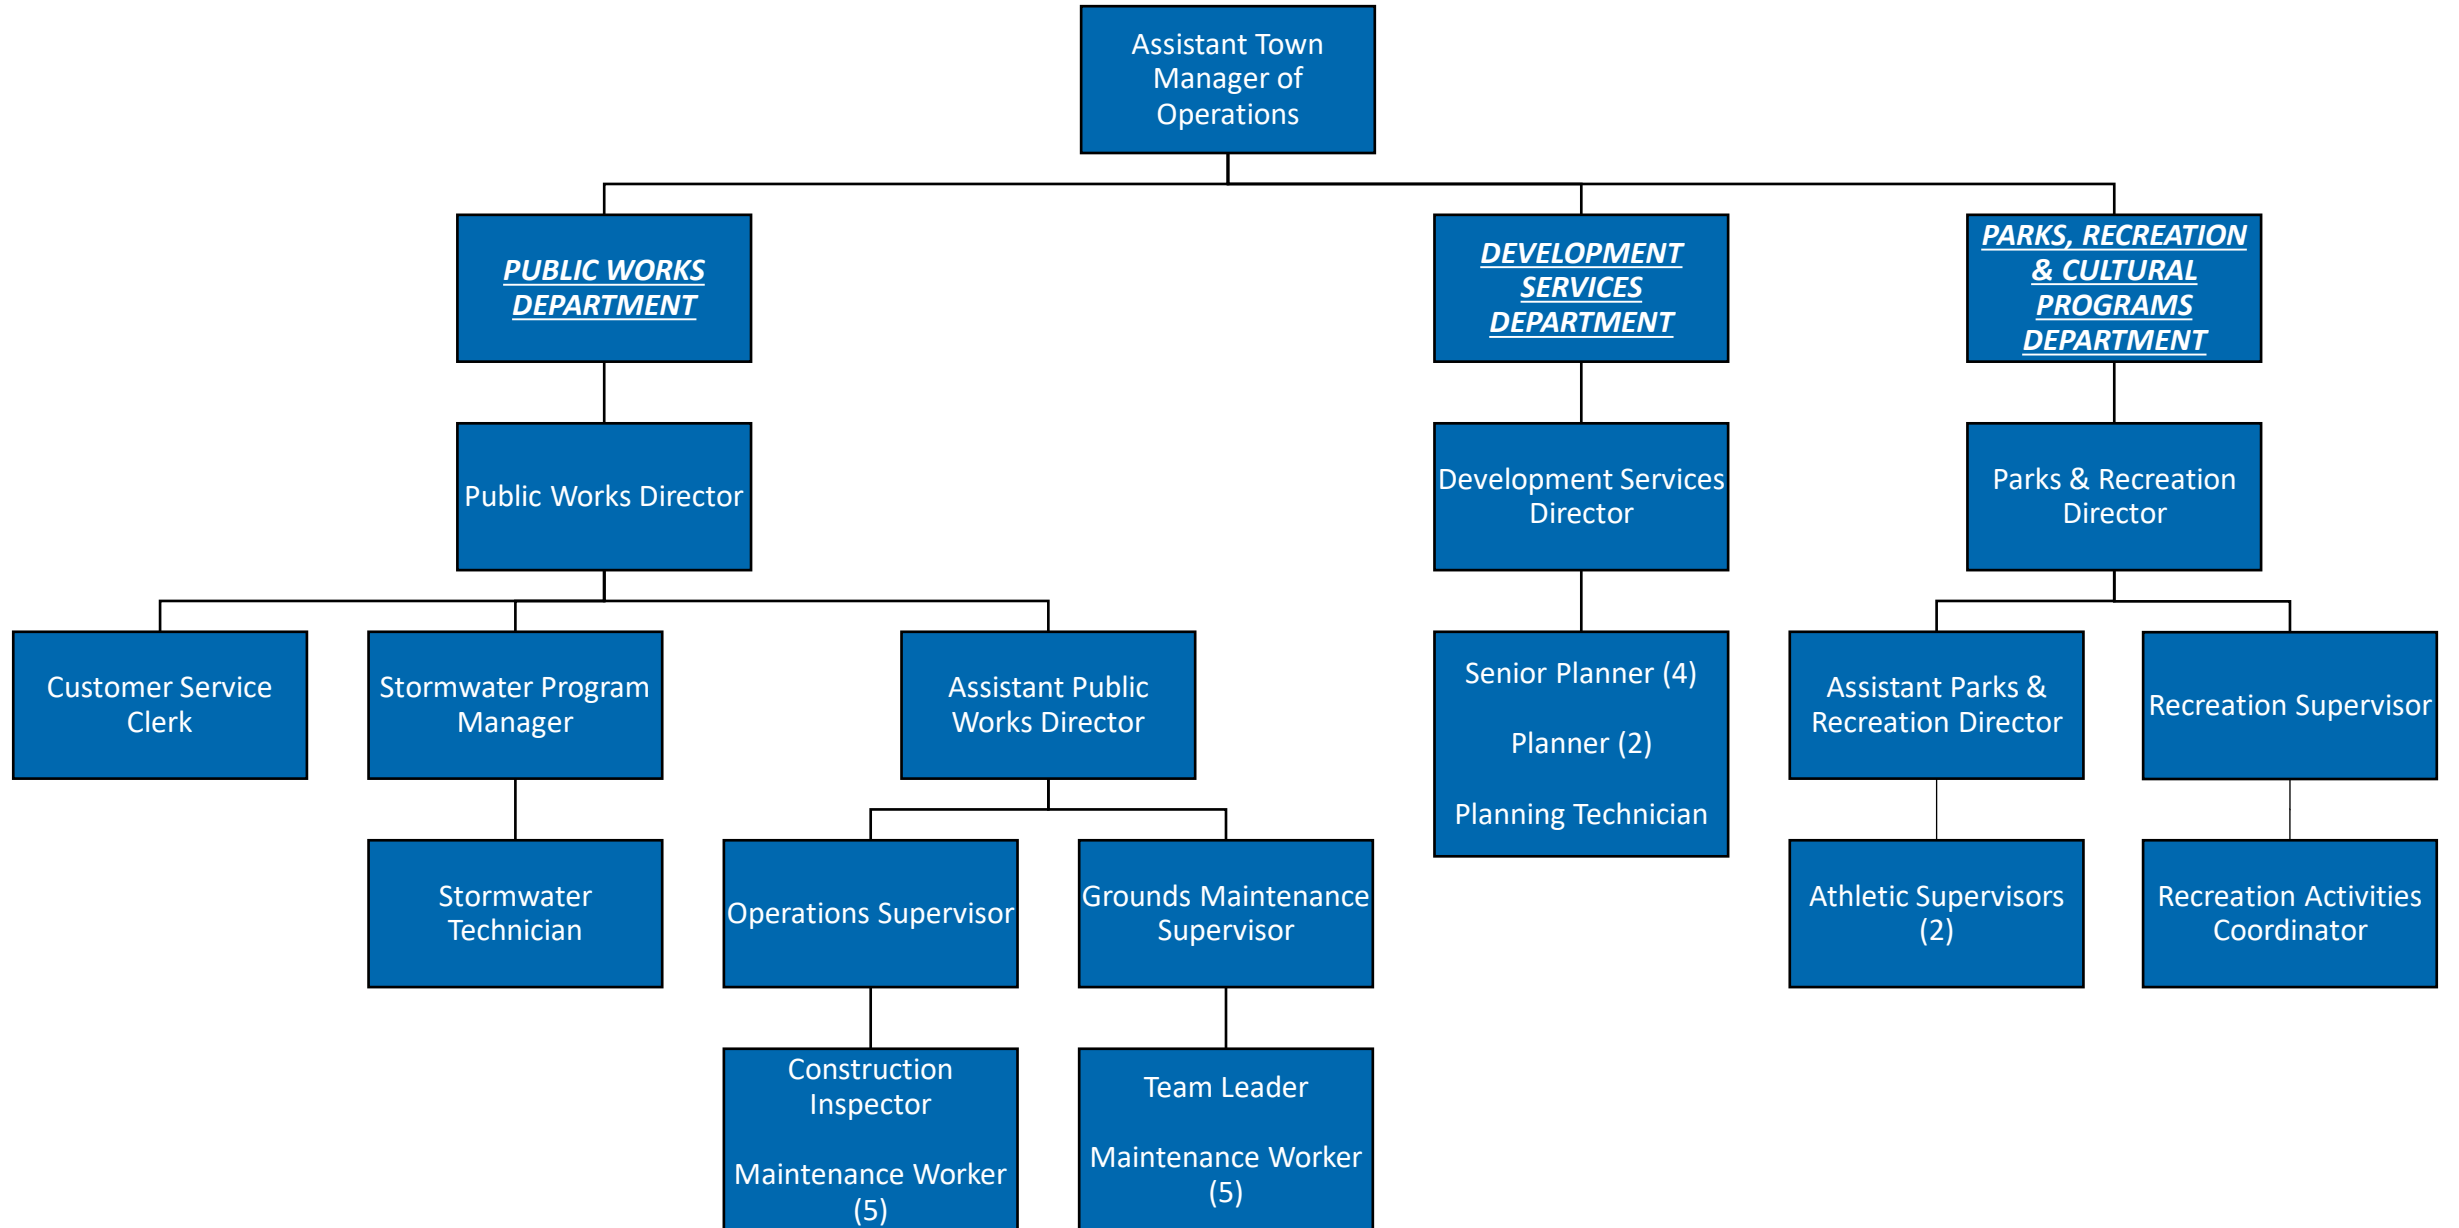 Assistant Town
Manager of
Operations
PUBLIC WORKS
DEPARTMENT
DEVELOPMENT
SERVICES
DEPARTMENT
PARKS, RECREATION
& CULTURAL
PROGRAMS
DEPARTMENT
Public Works Director
Development Services
Director
Parks & Recreation
Director
Customer Service
Clerk
Stormwater Program
Manager
Assistant Public
Works Director
Senior Planner (4)
Planner (2)
Planning Technician
Assistant Parks &
Recreation Director
Recreation Supervisor
Stormwater
Technician
Operations Supervisor
Grounds Maintenance
Supervisor
Athletic Supervisors
(2)
Recreation Activities
Coordinator
Construction
Inspector
Maintenance Worker
(5)
Team Leader
Maintenance Worker
(5)